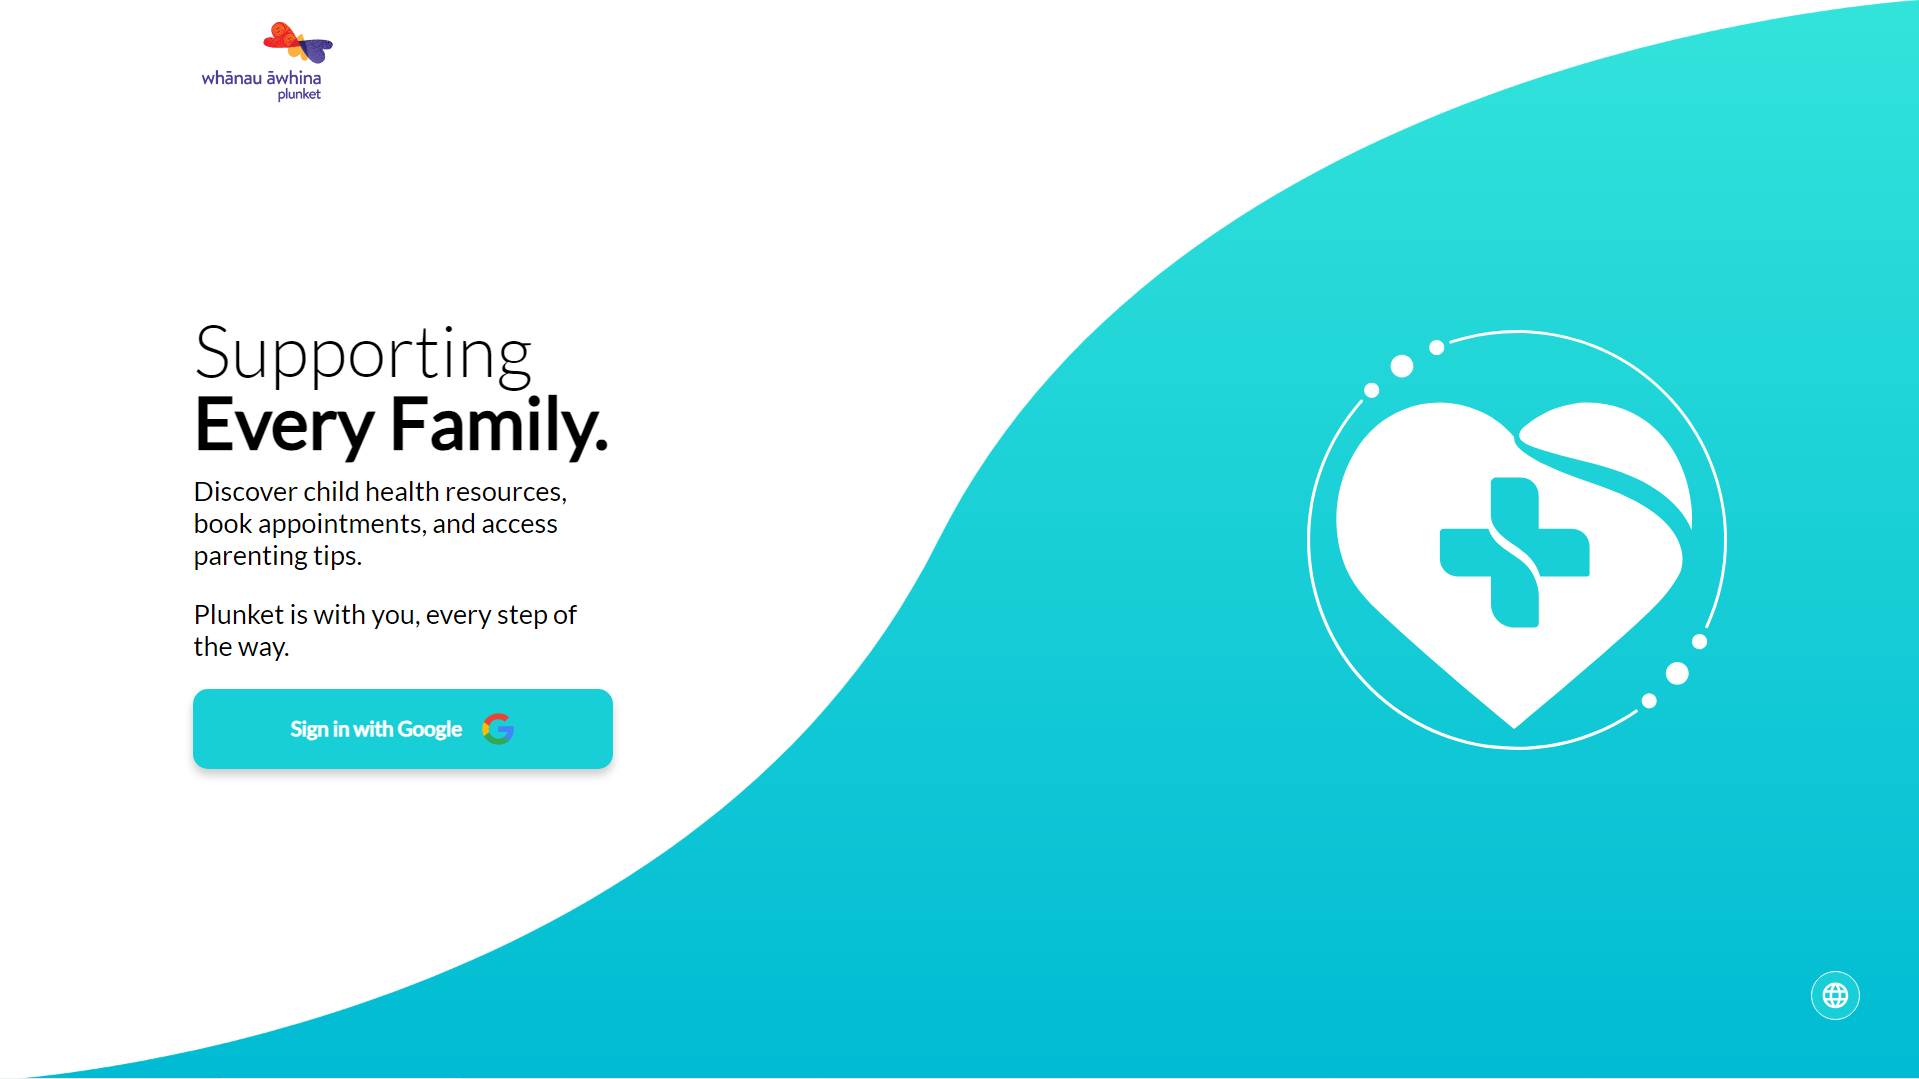 whānau āwhina
plunket
Supporting
Every Family.
Discover child health resources,
book appointments, and access
parenting tips.
Plunket is with you, every step of
the way.
Sign in with Google